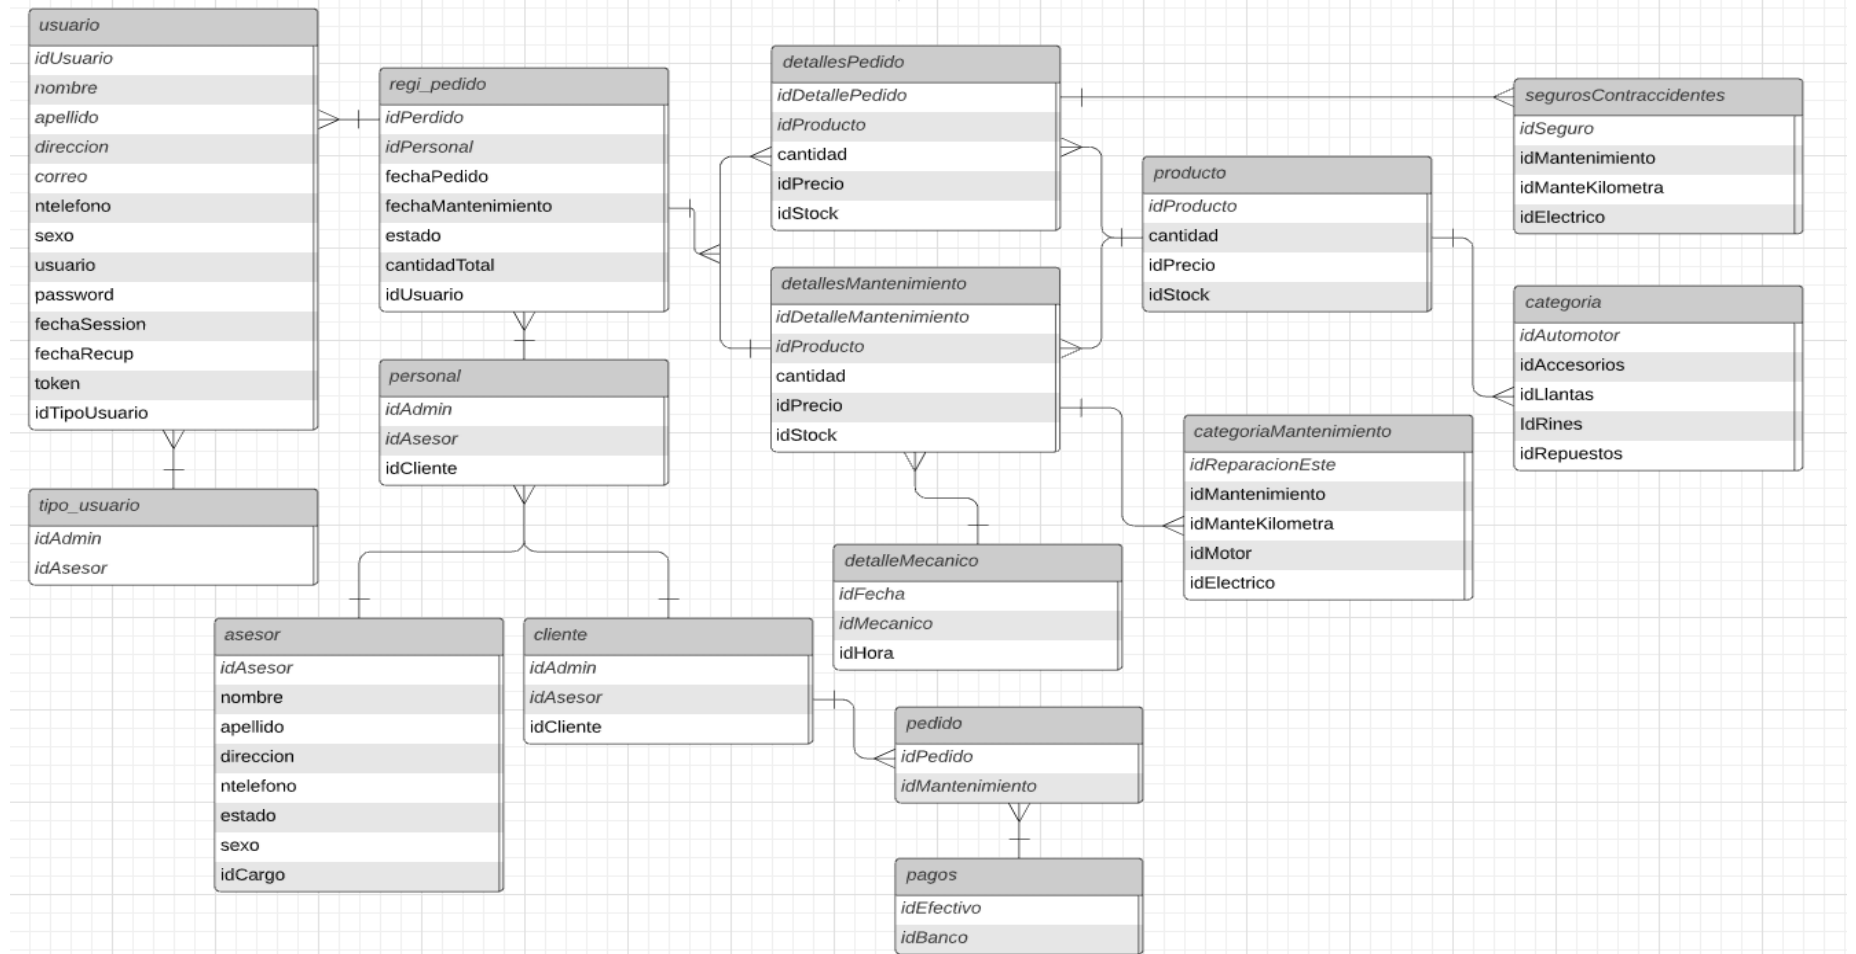 usuario
idUsuario
nombre
apellido
direccion
correo
ntelefono
sexo
usuario
password
fechaSession
fechaRecup
token
idTipoUsuario
tipo_usuario
idAdmin
idAsesor
regi_pedido
idPerdido
idPersonal
fechaPedido
fechaMantenimiento
estado
cantidadTotal
idUsuario
personal
idAdmin
idAsesor
idCliente
asesor
idAsesor
nombre
apellido
direccion
ntelefono
estado
sexo
idCargo
cliente
idAdmin
idAsesor
idCliente
detallesPedido
idDetallePedido
idProducto
cantidad
idPrecio
idStock
detallesMantenimiento
idDetalleMantenimiento
idProducto
cantidad
idPrecio
idStock
detalleMecanico
idFecha
idMecanico
idHora
pedido
idPedido
idMantenimiento
pagos
idEfectivo
idBanco
producto
idProducto
cantidad
idPrecio
idStock
categoriaMantenimiento
idReparacionEste
idMantenimiento
idManteKilometra
idMotor
idElectrico
segurosContraccidentes
idSeguro
idMantenimiento
idManteKilometra
idElectrico
categoria
idAutomotor
idAccesorios
idLlantas
IdRines
idRepuestos